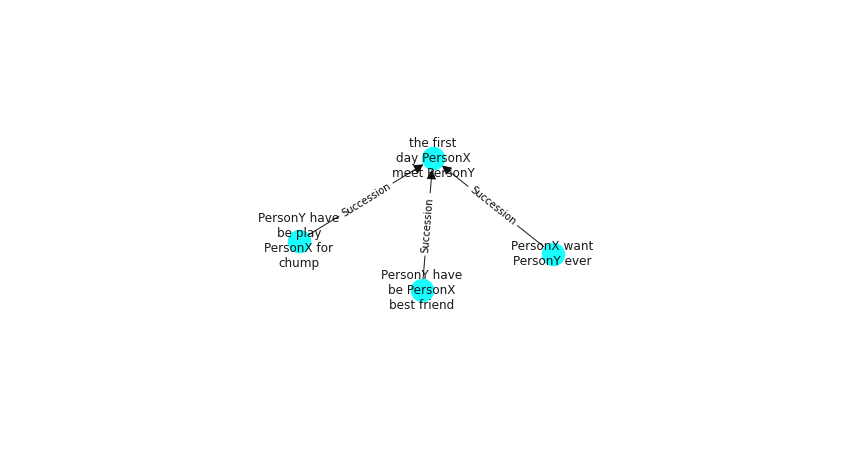 the first
day PersonX
meet PersonY
Succession
Succession
Succession
PersonY have
be play
PersonX for
chump
PersonX want
PersonY ever
PersonY have
be PersonX
best friend